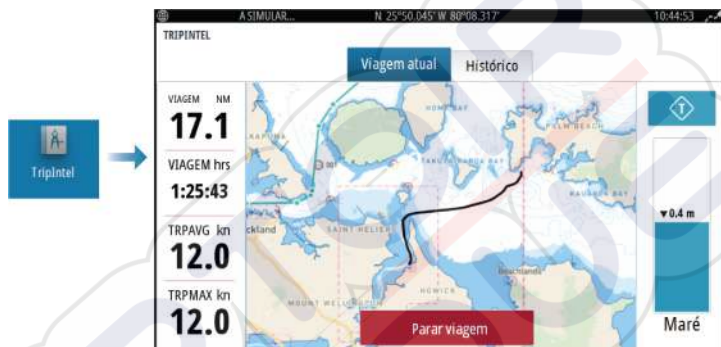 A SIMULAR... N 25°50.045' W 80°08.317' 10:44:53
TRIPINTEL
Viagem atual Histórico
VIAGEM NM
17.1
VIAGEM hrs
1:25:43
TRPAVG kn
12.0
TRPMAX kn
12.0
TripIntel
HOME BAY
PALM BEACH
SAINT HELIER
HOWICK
MOUNT WELLINGTON
Beachlands
Parar viagem
T
▼0.4 m
Maré